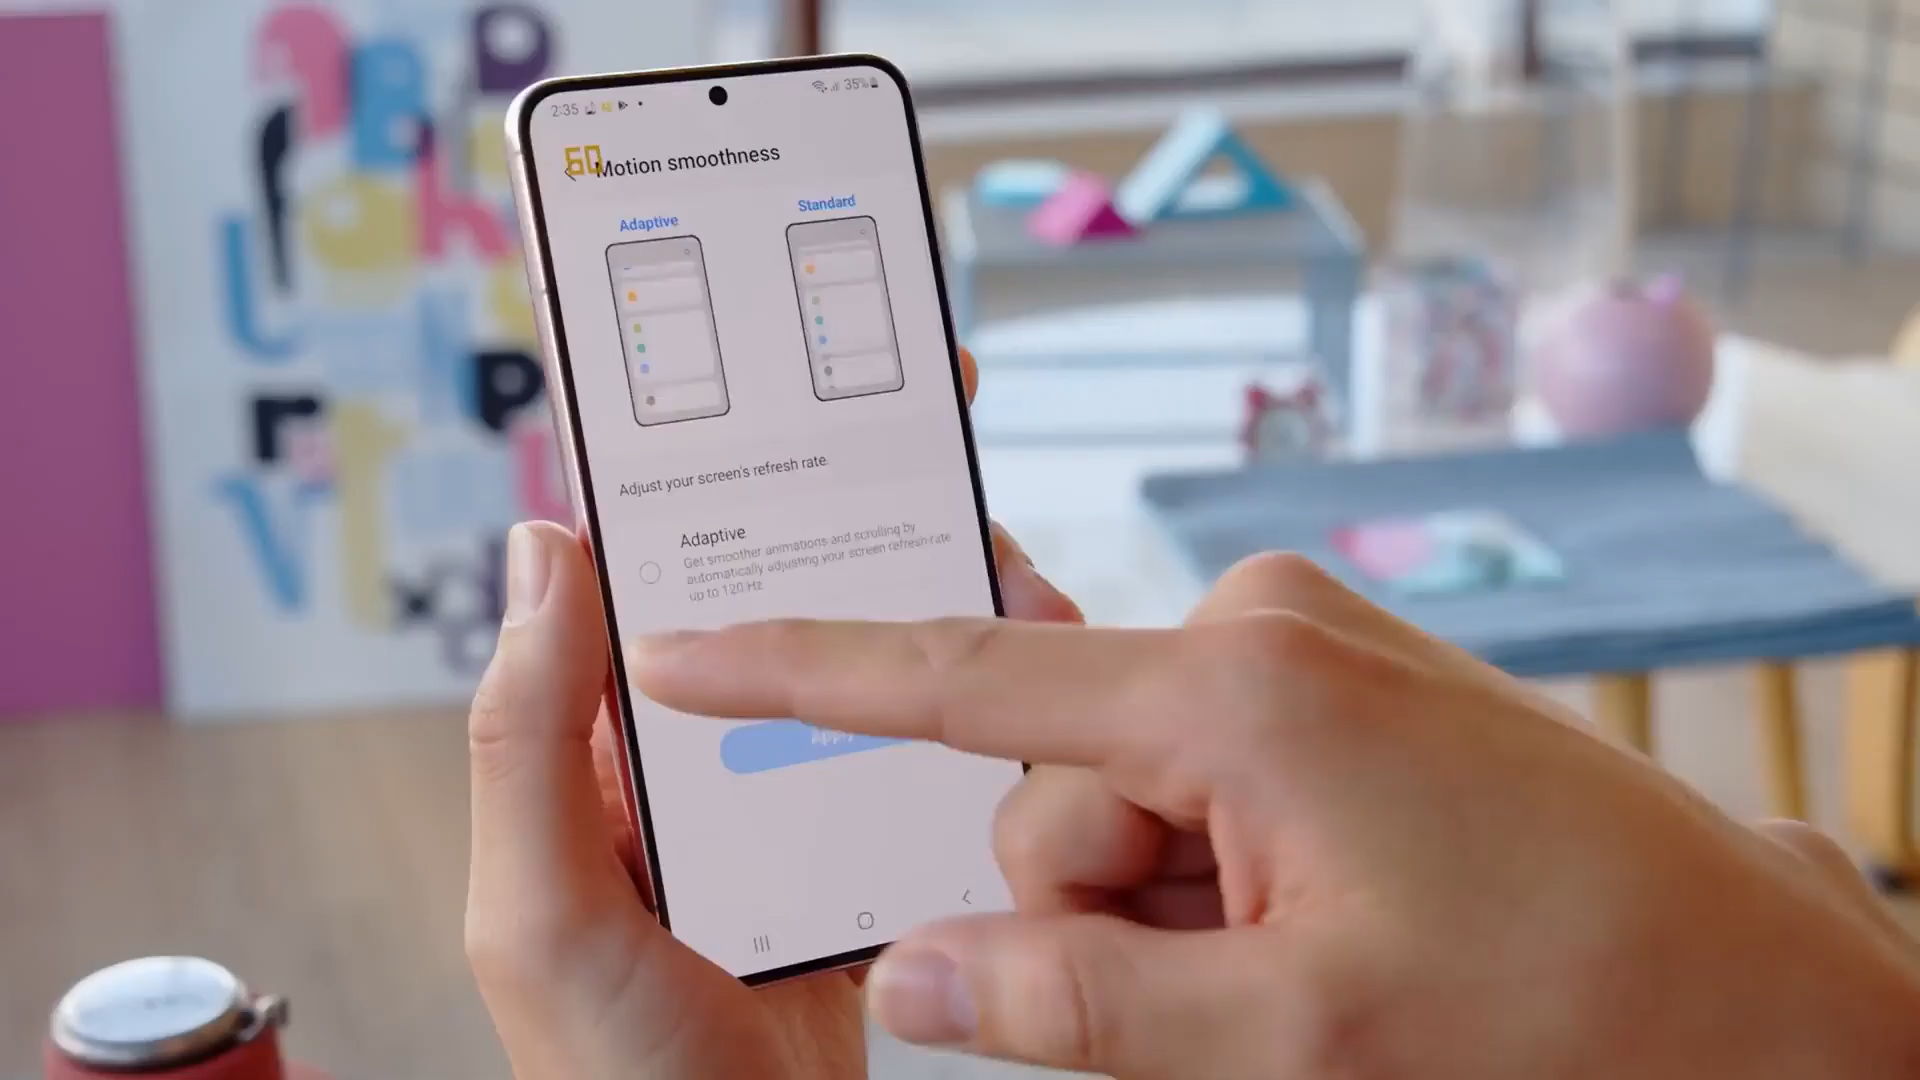 2:35
35%
60
Motion smoothness
Adaptive
Standard
Adjust your screen's refresh rate.
Adaptive
Get smoother animations and scrolling by
automatically adjusting your screen refresh rate
up to 120 Hz